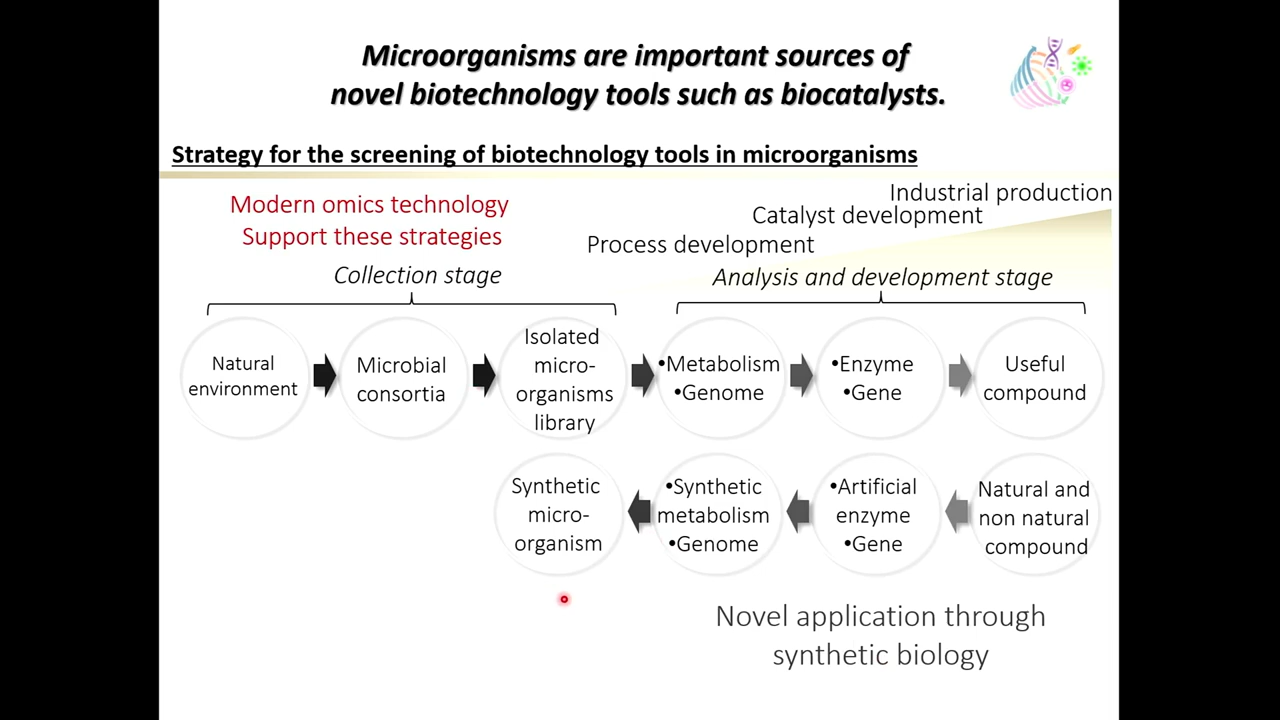 Microorganisms are important sources of
novel biotechnology tools such as biocatalysts.
Strategy for the screening of biotechnology tools in microorganisms
Modern omics technology
Support these strategies
Industrial production
Catalyst development
Process development
Collection stage
Analysis and development stage
Natural
environment
Microbial
consortia
Isolated
micro-
organisms
library
•Metabolism
•Genome
•Enzyme
•Gene
Useful
compound
Synthetic
micro-
organism
•Synthetic
metabolism
•Genome
•Artificial
enzyme
•Gene
Natural and
non natural
compound
Novel application through
synthetic biology